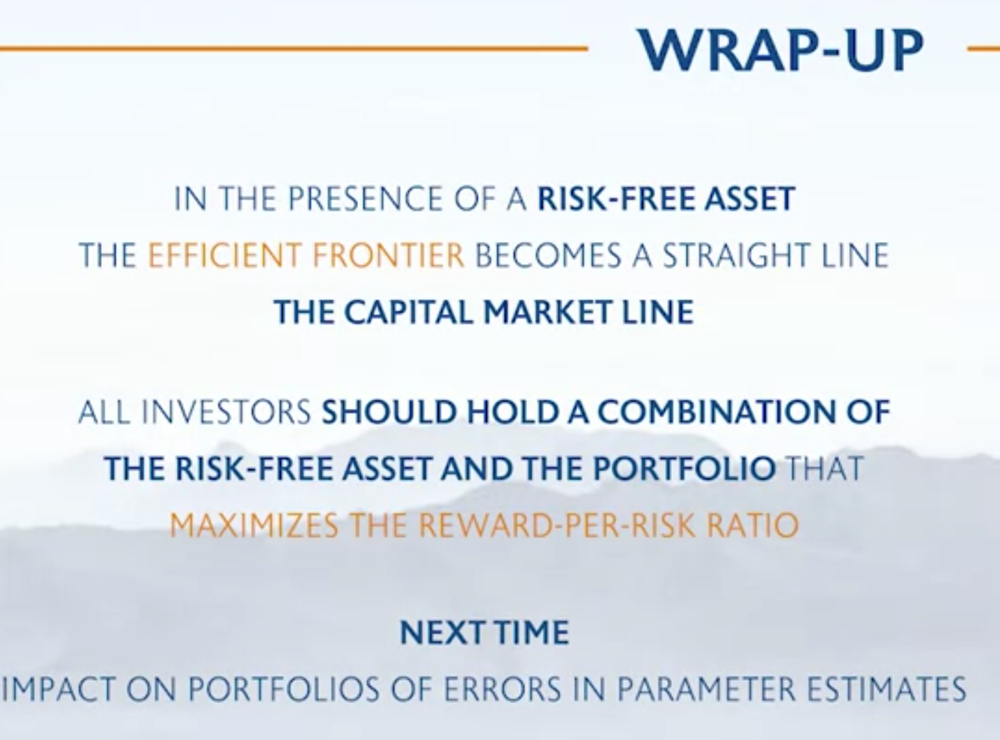 WRAP-UP
IN THE PRESENCE OF A RISK-FREE ASSET
THE EFFICIENT FRONTIER BECOMES A STRAIGHT LINE
THE CAPITAL MARKET LINE
ALL INVESTORS SHOULD HOLD A COMBINATION OF
THE RISK-FREE ASSET AND THE PORTFOLIO THAT
MAXIMIZES THE REWARD-PER-RISK RATIO
NEXT TIME
IMPACT ON PORTFOLIOS OF ERRORS IN PARAMETER ESTIMATES